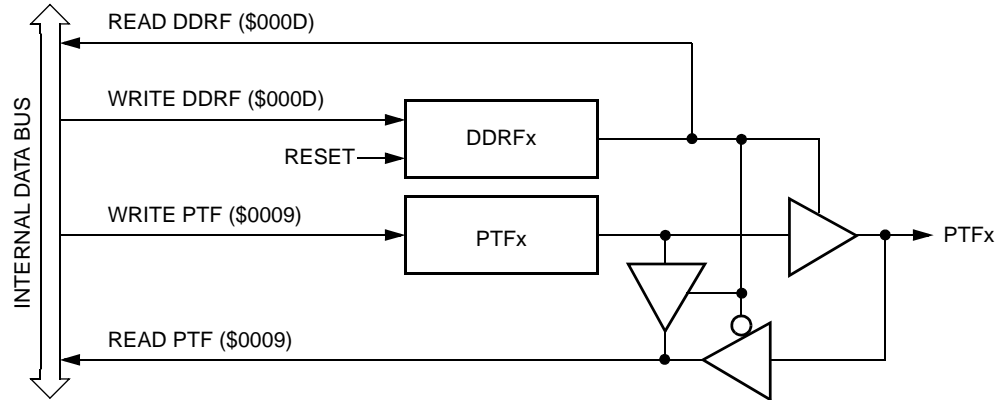 READ DDRF ($000D)
WRITE DDRF ($000D)
DDRFx
RESET
WRITE PTF ($0009)
PTFx
PTFx
READ PTF ($0009)
INTERNAL DATA BUS